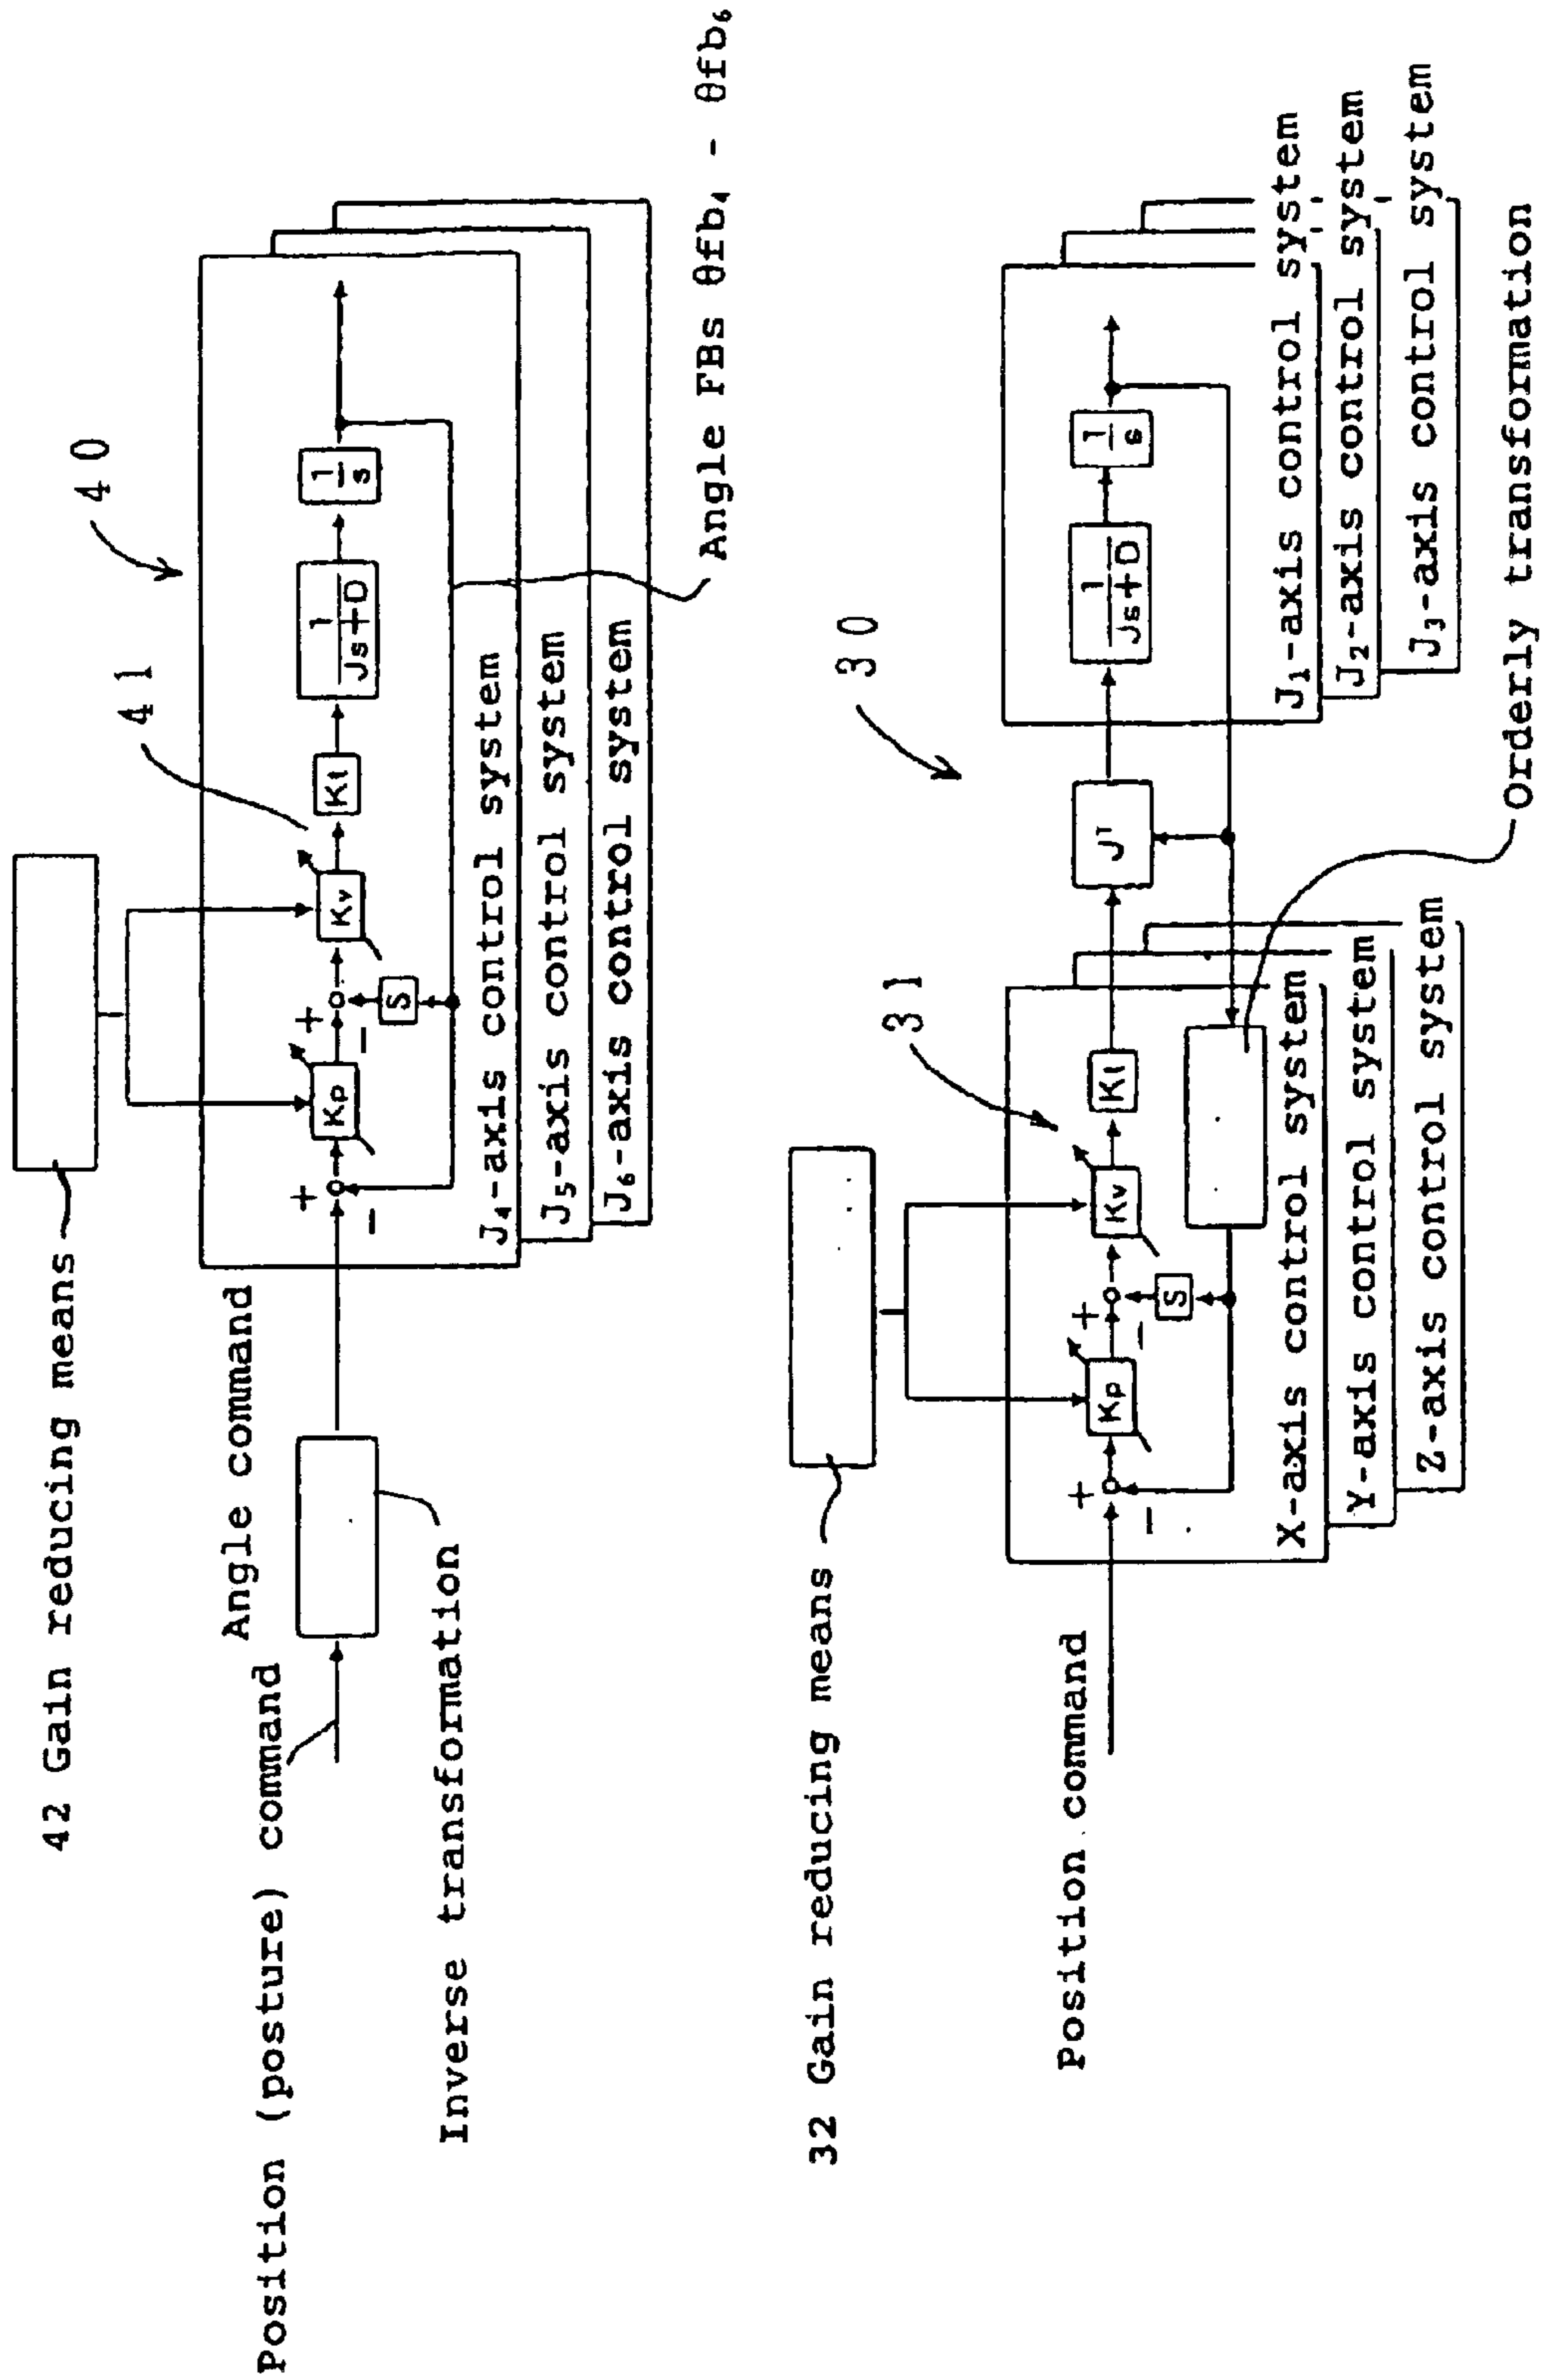 42 Gain reducing means
40
41
Position (posture) command
Angle command
Inverse transformation
+
-
Kp
+
-
S
Kv
Kt
1
Js+D
1
s
J₄-axis control system
J₅-axis control system
J₆-axis control system
Angle FBs θfb₄ - θfb₆
32 Gain reducing means
30
31
Position command
+
-
Kp
+
-
S
Kv
Kt
Jᵀ
1
Js+D
1
s
X-axis control system
Y-axis control system
Z-axis control system
J₁-axis control system
J₂-axis control system
J₃-axis control system
Orderly transformation